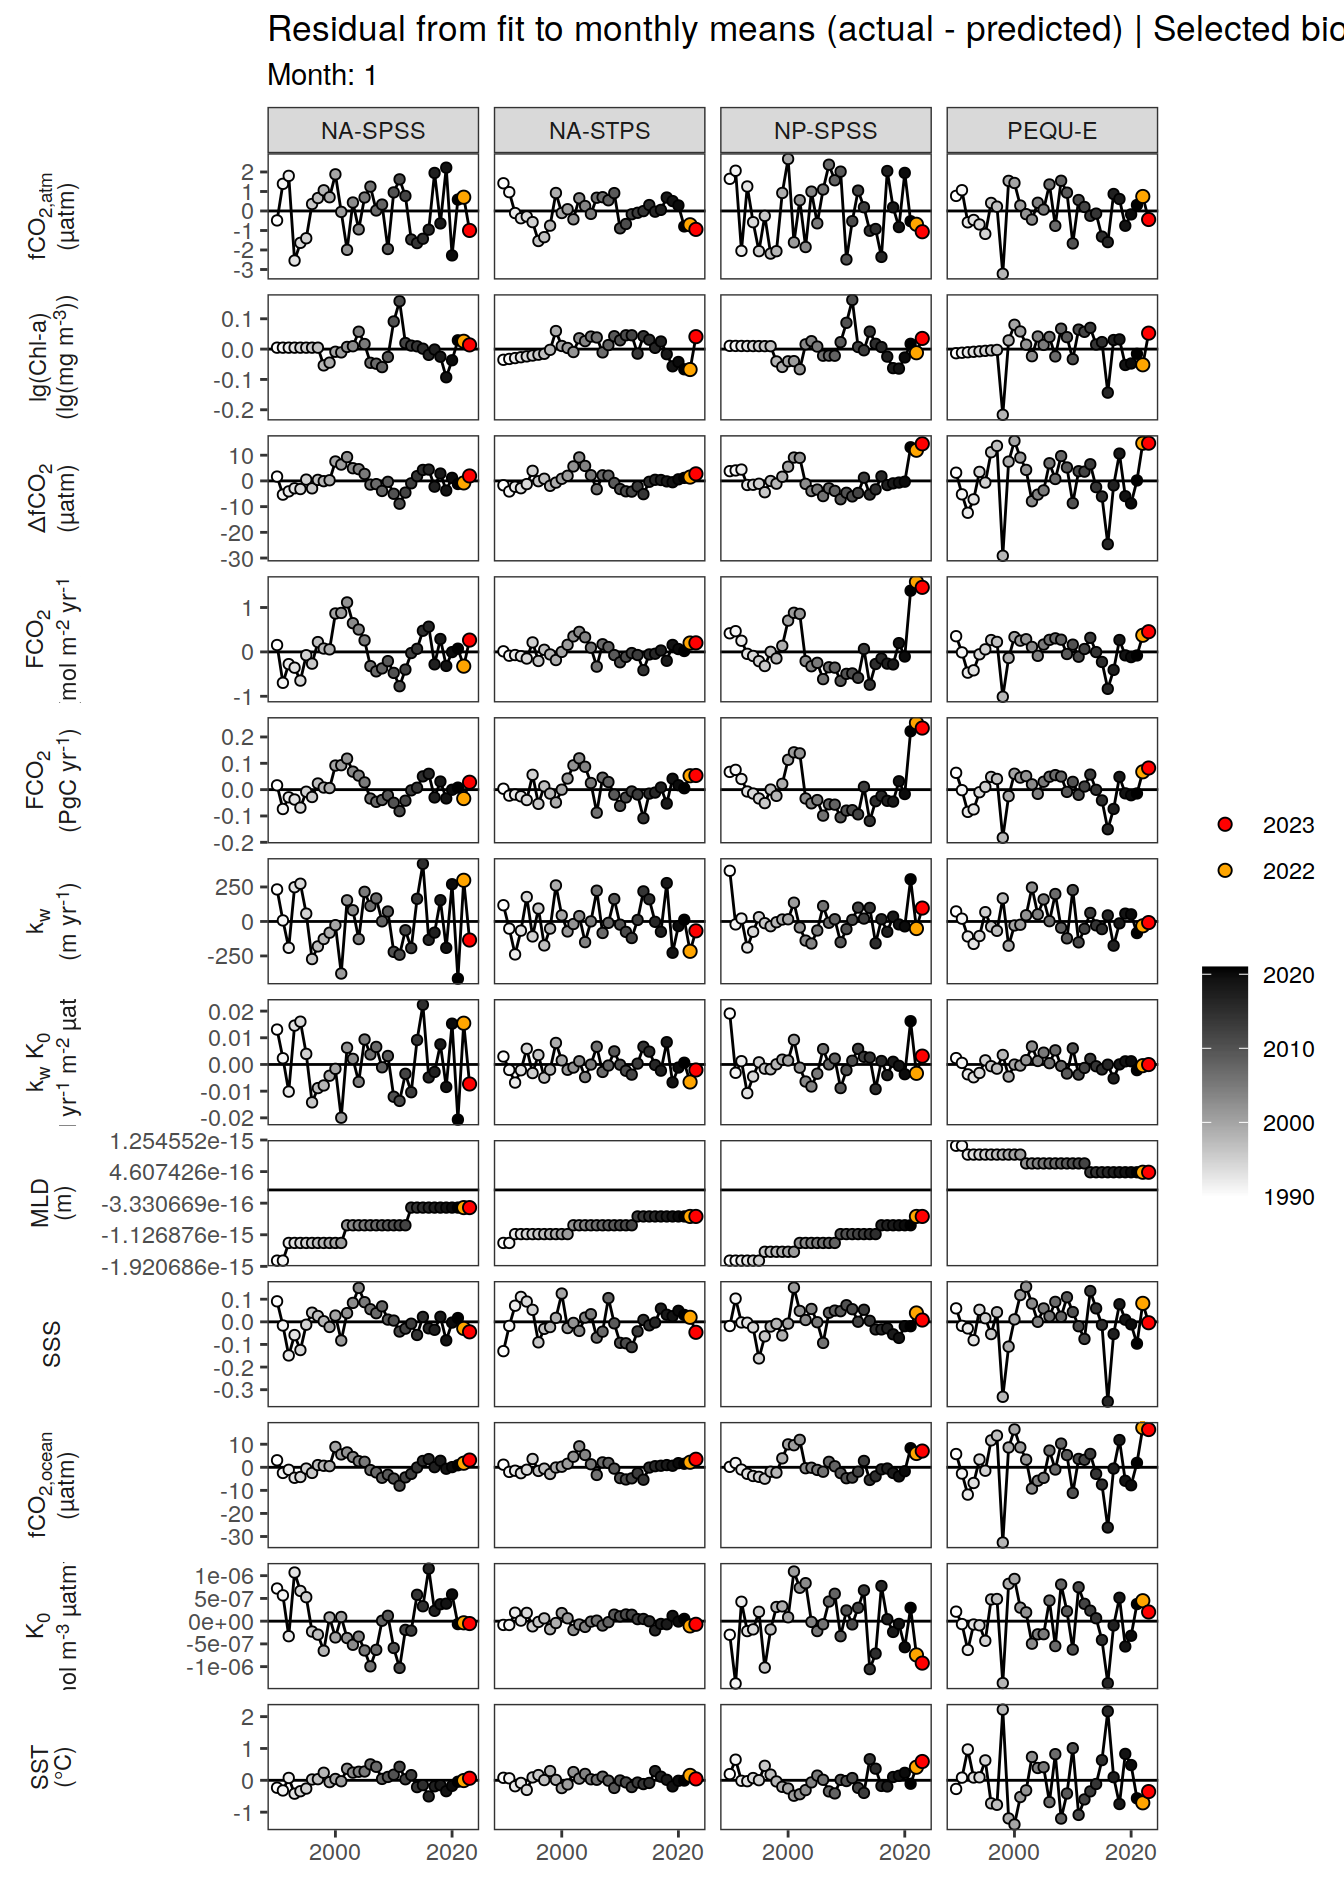 Residual from fit to monthly means (actual - predicted) | Selected bio
Month: 1
NA-SPSS NA-STPS NP-SPSS PEQU-E
fCO2,atm
(µatm)
2
1
0
-1
-2
-3
lg(Chl-a)
(lg(mg m-3))
0.1
0.0
-0.1
-0.2
ΔfCO2
(µatm)
10
0
-10
-20
-30
FCO2
mol m-2 yr-1
1
0
-1
FCO2
(PgC yr-1)
0.2
0.1
0.0
-0.1
-0.2
kw
(m yr-1)
250
0
-250
kw K0
yr-1 m-2 µat
0.02
0.01
0.00
-0.01
-0.02
MLD
(m)
1.254552e-15
4.607426e-16
-3.330669e-16
-1.126876e-15
-1.920686e-15
SSS
0.1
0.0
-0.1
-0.2
-0.3
fCO2,ocean
(µatm)
10
0
-10
-20
-30
K0
ol m-3 µatm
1e-06
5e-07
0e+00
-5e-07
-1e-06
SST
(°C)
2
1
0
-1
2000 2020 2000 2020 2000 2020 2000 2020
2023
2022
2020
2010
2000
1990